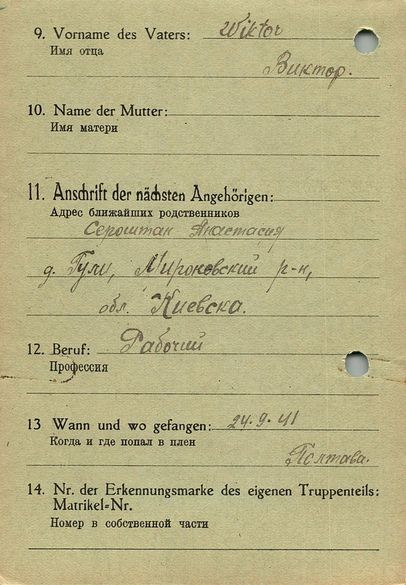 9. Vorname des Vaters: Wiktor
Имя отца
Виктор.
10. Name der Mutter:
Имя матери
11. Anschrift der nächsten Angehörigen:
Адрес ближайших родственников
Сероштан Анастасия
д. Гули, Мироновский р-н,
обл. Киевска.
12. Beruf: Рабочий
Профессия
13 Wann und wo gefangen: 24.9.41
Когда и где попал в плен
Полтава.
14. Nr. der Erkennungsmarke des eigenen Truppenteils:
Matrikel-Nr.
Номер в собственной части